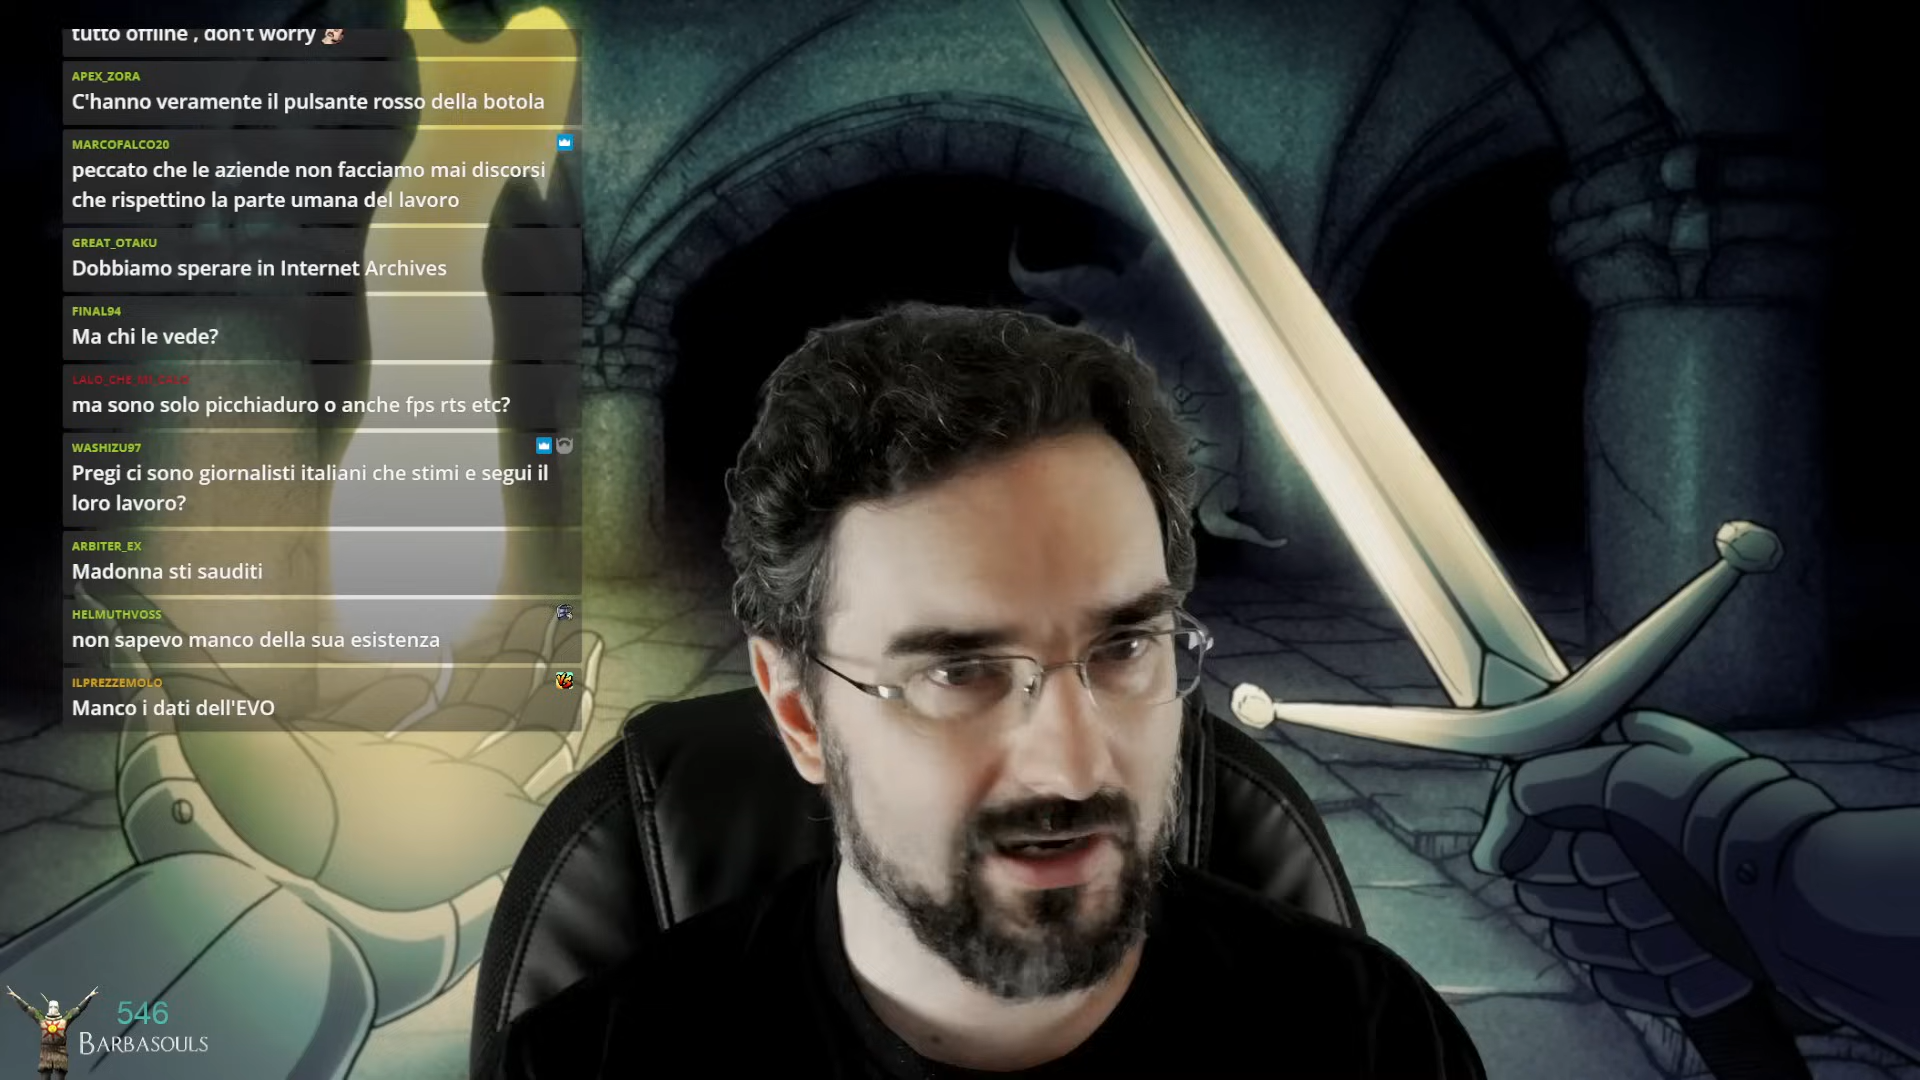 tutto offline , don't worry
APEX_ZORA
C'hanno veramente il pulsante rosso della botola
MARCOFALCO20
peccato che le aziende non facciamo mai discorsi
che rispettino la parte umana del lavoro
GREAT_OTAKU
Dobbiamo sperare in Internet Archives
FINAL94
Ma chi le vede?
ma sono solo picchiaduro o anche fps rts etc?
WASHIZU97
Pregi ci sono giornalisti italiani che stimi e segui il
loro lavoro?
ARBITER_EX
Madonna sti sauditi
HELMUTHVOSS
non sapevo manco della sua esistenza
ILPREZZEMOLO
Manco i dati dell'EVO
546
BARBASOULS